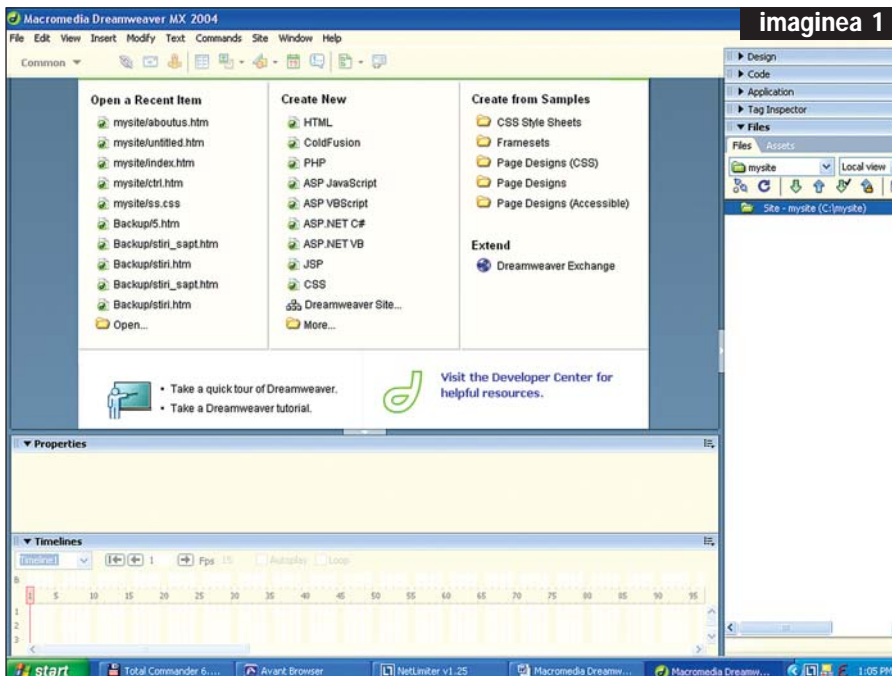 Macromedia Dreamweaver MX 2004
imaginea 1
File Edit View Insert Modify Text Commands Site Window Help
Common
Open a Recent Item
mysite/aboutus.htm
mysite/untitled.htm
mysite/index.htm
mysite/ctrl.htm
mysite/ss.css
Backup/5.htm
Backup/stiri_sapt.htm
Backup/stiri.htm
Backup/stiri_sapt.htm
Backup/stiri.htm
Open...
Create New
HTML
ColdFusion
PHP
ASP JavaScript
ASP VBScript
ASP.NET C#
ASP.NET VB
JSP
CSS
Dreamweaver Site...
More...
Create from Samples
CSS Style Sheets
Framesets
Page Designs (CSS)
Page Designs
Page Designs (Accessible)
Extend
Dreamweaver Exchange
Take a quick tour of Dreamweaver.
Take a Dreamweaver tutorial.
Visit the Developer Center for
helpful resources.
Design
Code
Application
Tag Inspector
Files
Files Assets
mysite Local view
Site - mysite (C:\mysite)
Properties
Timelines
Timeline1 1 Fps 15 Autoplay Loop
B
1 5 10 15 20 25 30 35 40 45 50 55 60 65 70 75 80 85 90 95
1
2
3
start Total Commander 6.... Avant Browser NetLimiter v1.25 Macromedia Dreamw... Macromedia Dreamw... 1:05 PM